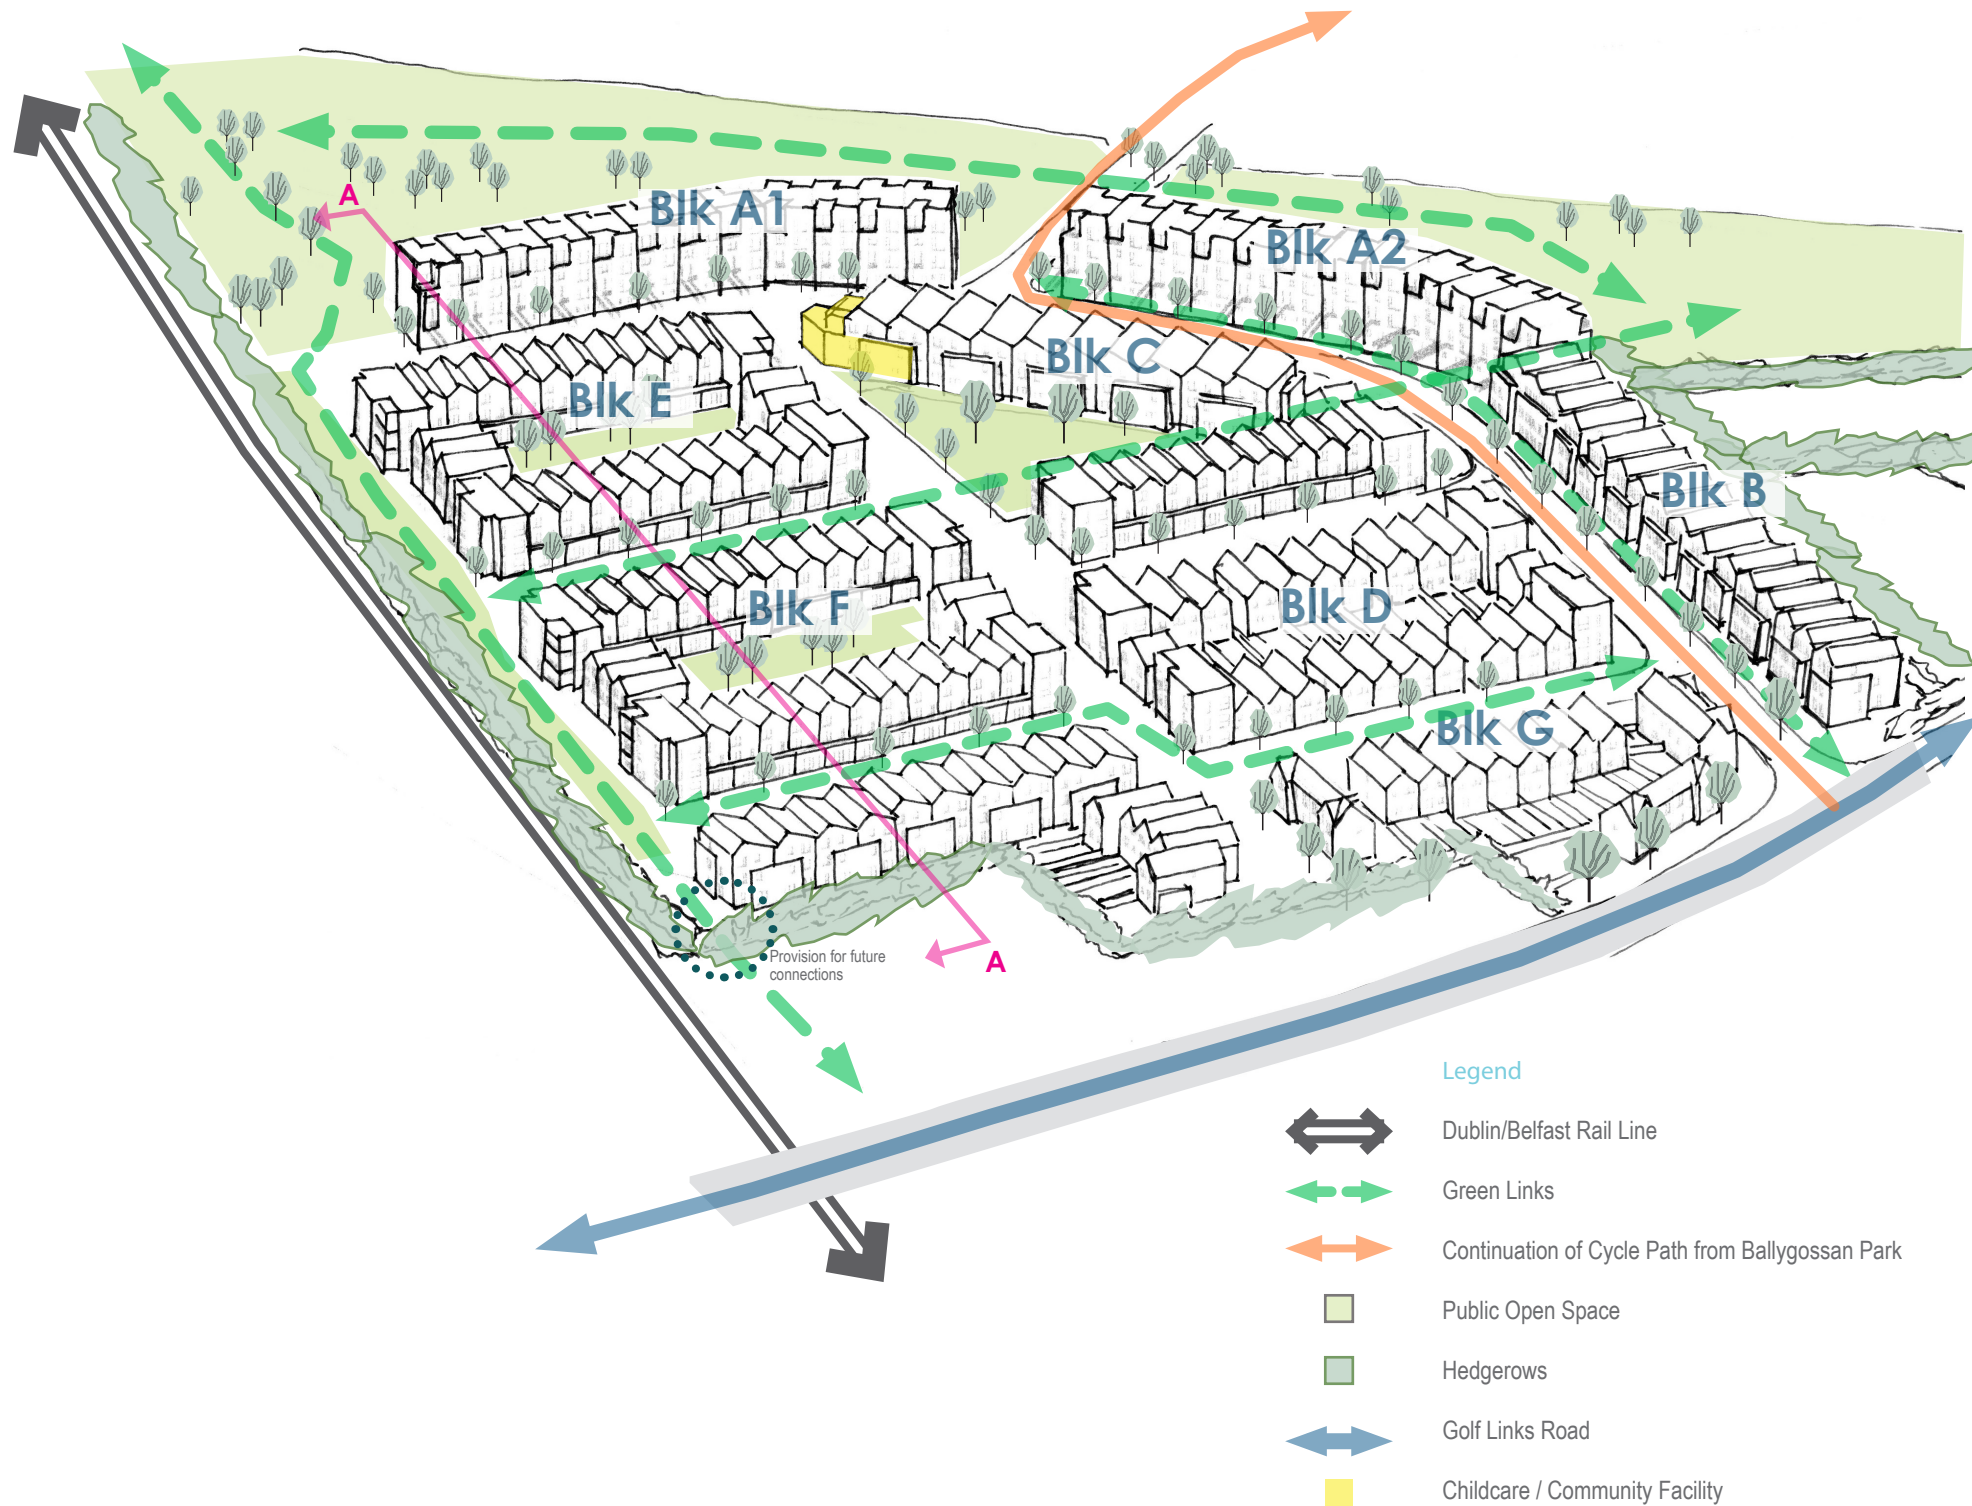 A
Blk A1
Blk A2
Blk C
Blk E
Blk B
Blk F
Blk D
Blk G
Provision for future
connections
A
Legend
Dublin/Belfast Rail Line
Green Links
Continuation of Cycle Path from Ballygossan Park
Public Open Space
Hedgerows
Golf Links Road
Childcare / Community Facility